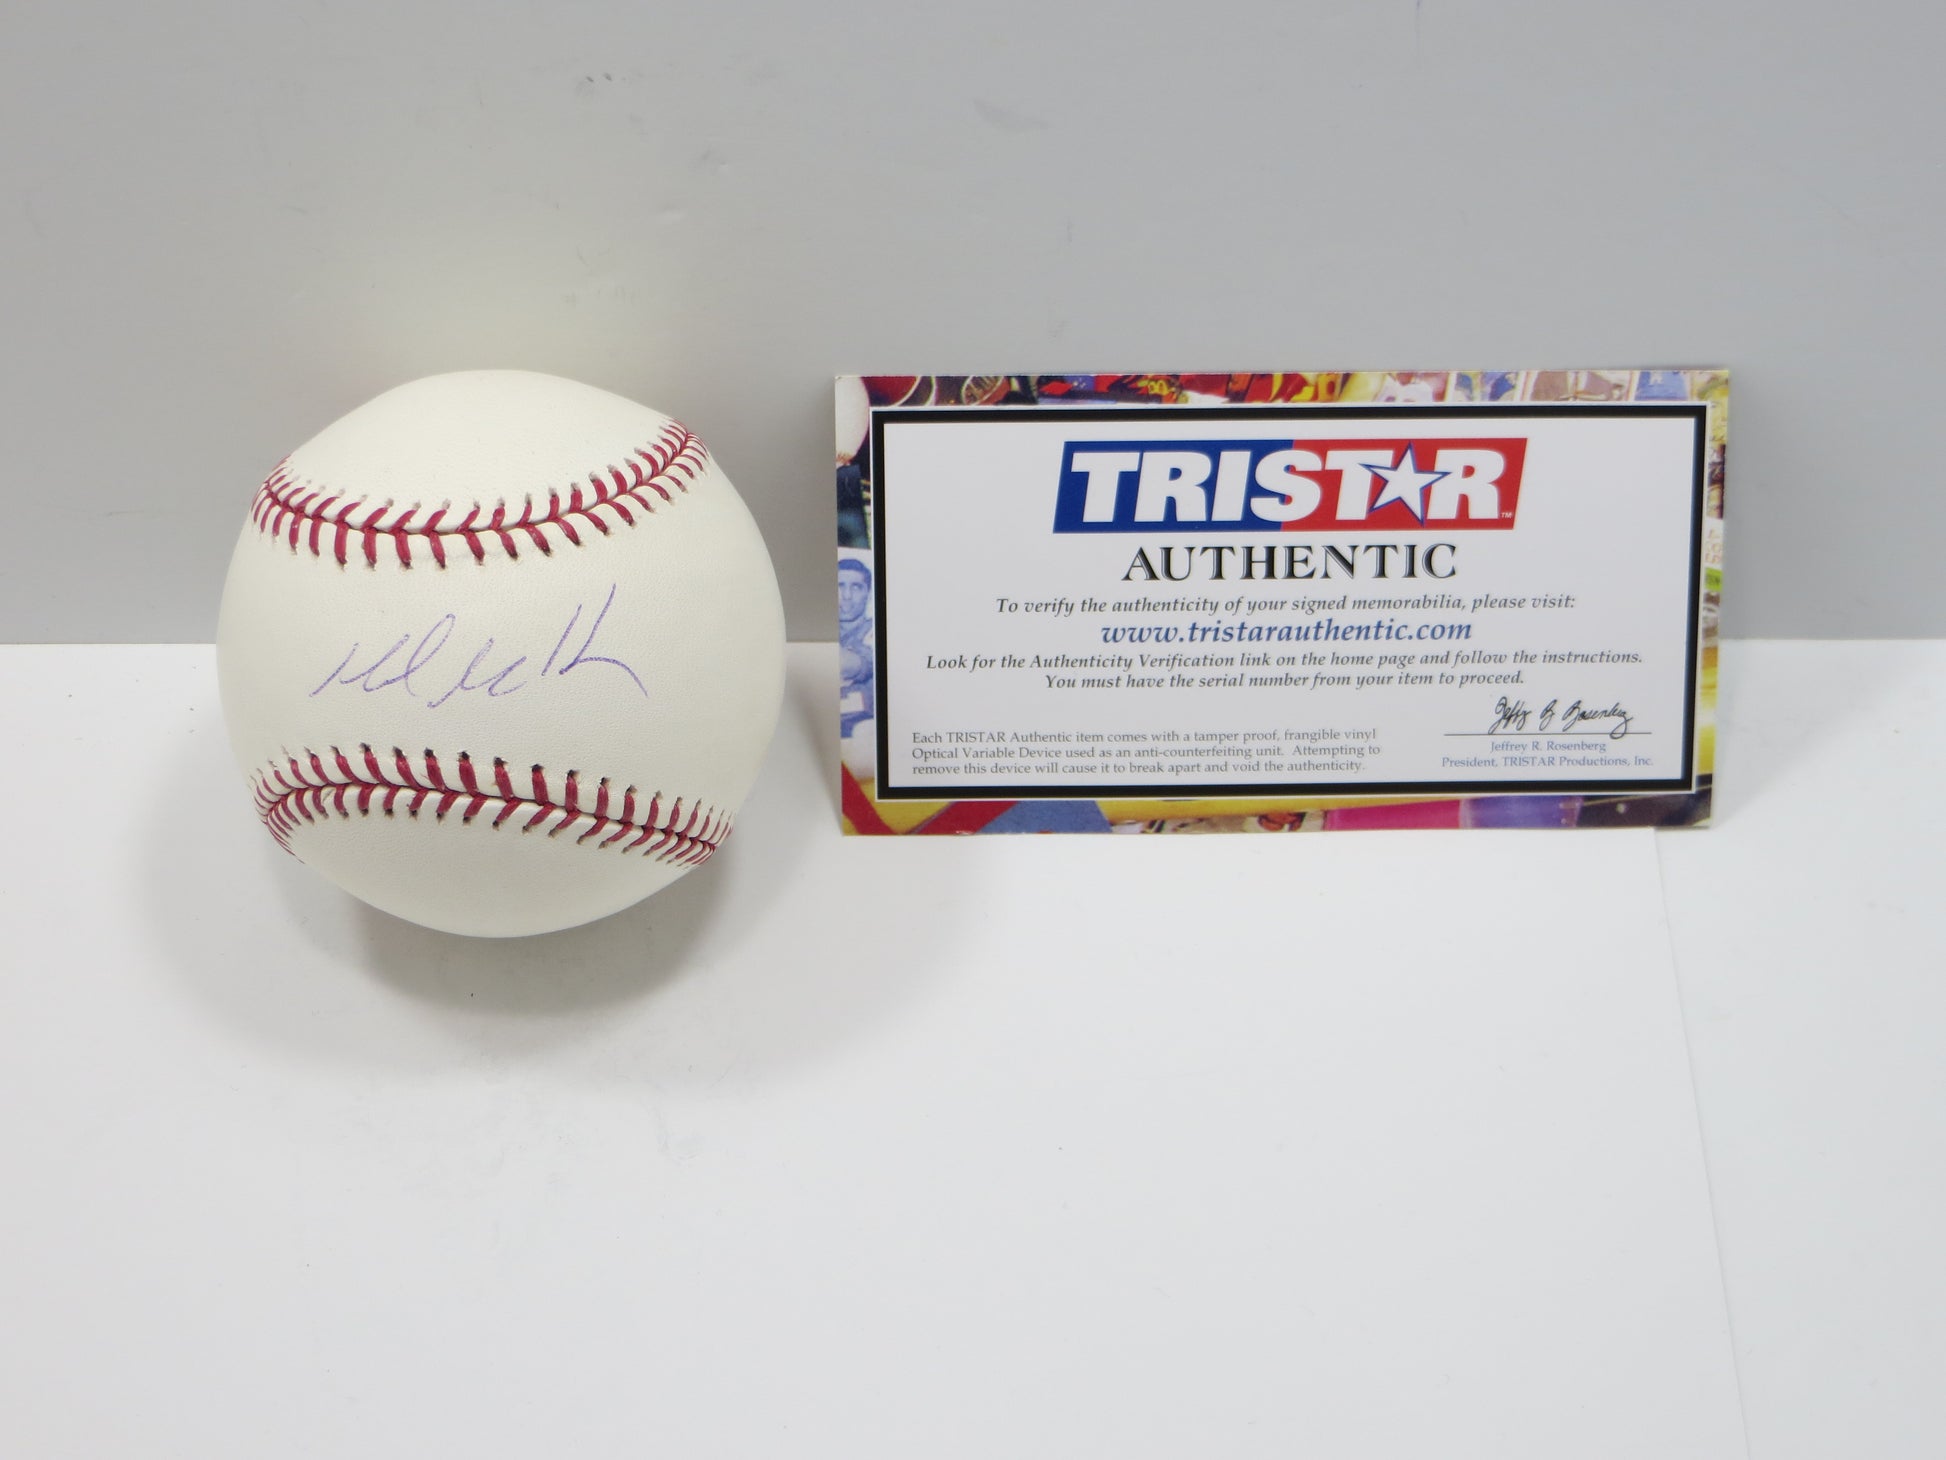 TRISTAR™
AUTHENTIC
To verify the authenticity of your signed memorabilia, please visit:
www.tristarauthentic.com
Look for the Authenticity Verification link on the home page and follow the instructions.
You must have the serial number from your item to proceed.
Each TRISTAR Authentic item comes with a tamper proof, frangible vinyl
Optical Variable Device used as an anti-counterfeiting unit. Attempting to
remove this device will cause it to break apart and void the authenticity.
Jeffrey R. Rosenberg
Jeffrey R. Rosenberg
President, TRISTAR Productions, Inc.